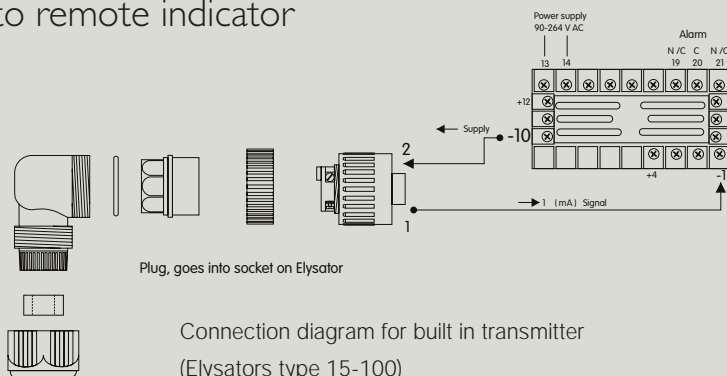 to remote indicator
Power supply
90-264 V AC
13 14
Alarm
N/C C N/C
19 20 21
+12
-10
Supply
2
+4
-1
1
1 (mA) Signal
Plug, goes into socket on Elysator
Connection diagram for built in transmitter
(Elysators type 15-100)